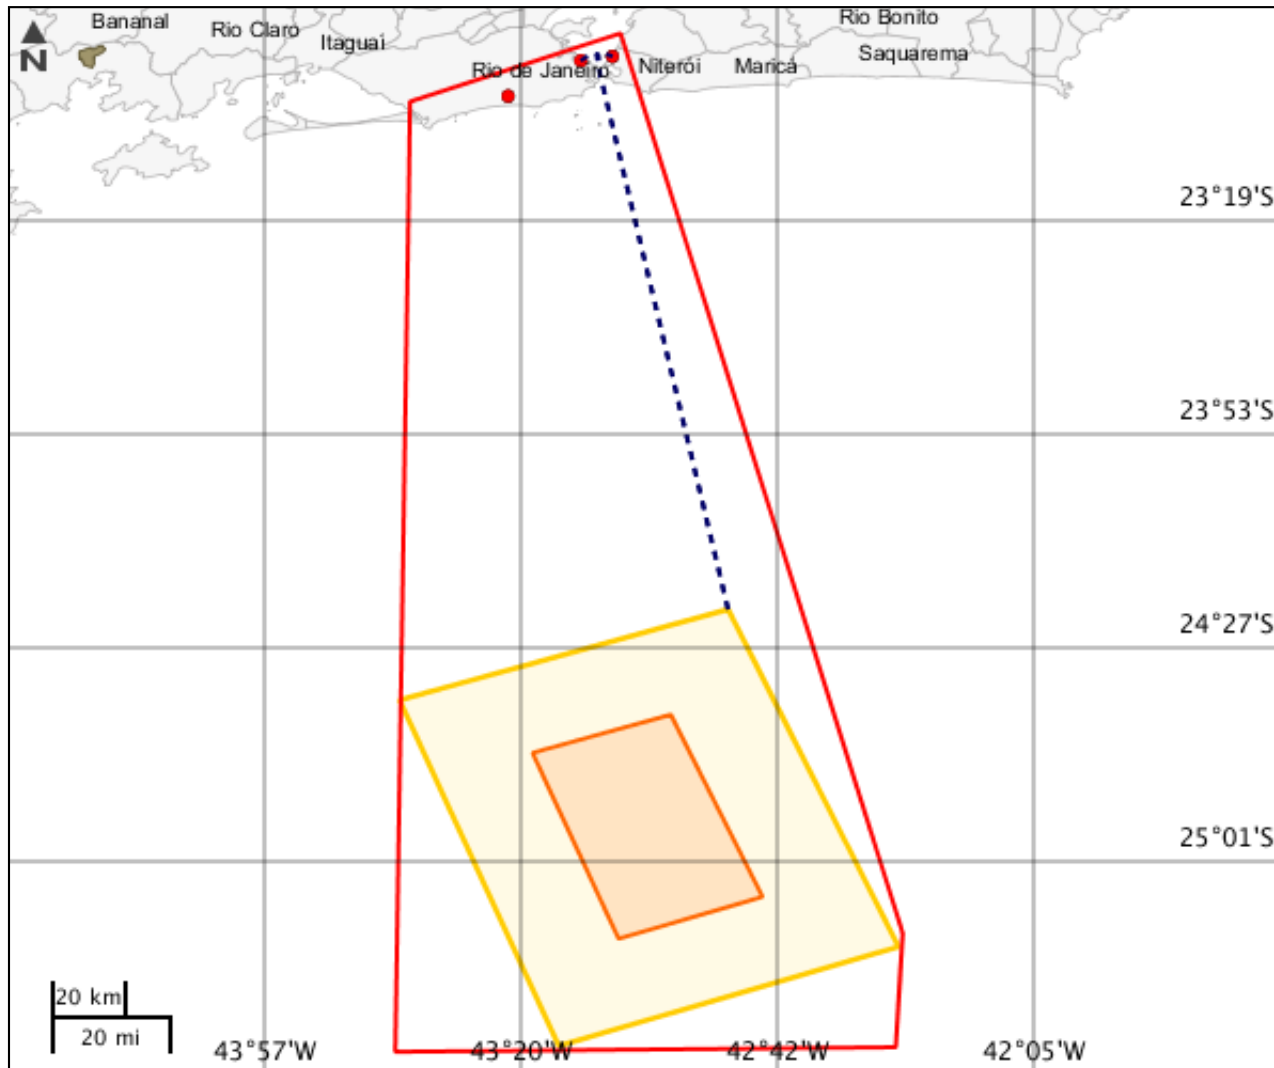 Bananal
Rio Claro
Itaguaí
Rio Bonito
Saquarema
Rio de Janeiro
Niterói
Maricá
N
23°19'S
23°53'S
24°27'S
25°01'S
20 km
20 mi
43°57'W
43°20'W
42°42'W
42°05'W